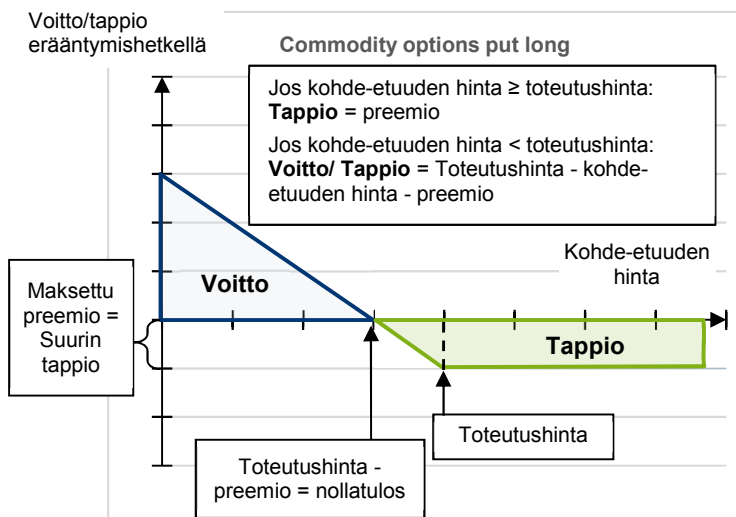 Voitto/tappio
erääntymishetkellä
Commodity options put long
Jos kohde-etuuden hinta ≥ toteutushinta:
Tappio = preemio
Jos kohde-etuuden hinta < toteutushinta:
Voitto/ Tappio = Toteutushinta - kohde-
etuuden hinta - preemio
Kohde-etuuden
hinta
Maksettu
preemio =
Suurin
tappio
Voitto
Tappio
Toteutushinta
Toteutushinta -
preemio = nollatulos